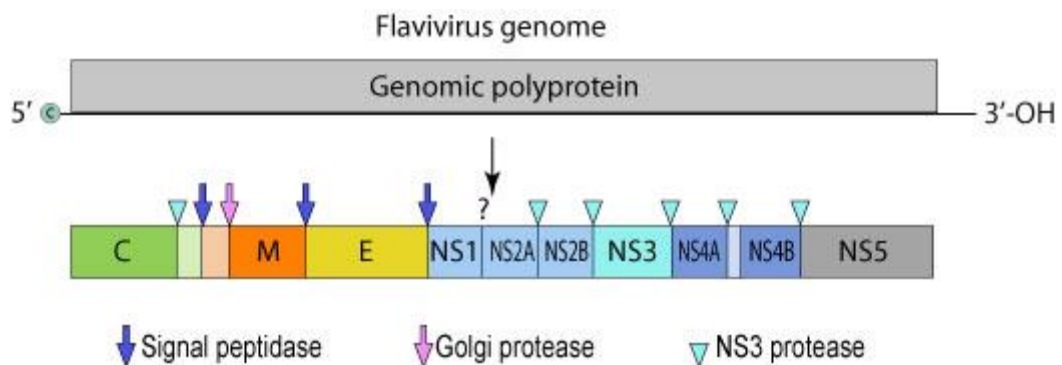 Flavivirus genome
Genomic polyprotein
5′ C 3′-OH
?
C M E NS1 NS2A NS2B NS3 NS4A NS4B NS5
Signal peptidase Golgi protease NS3 protease